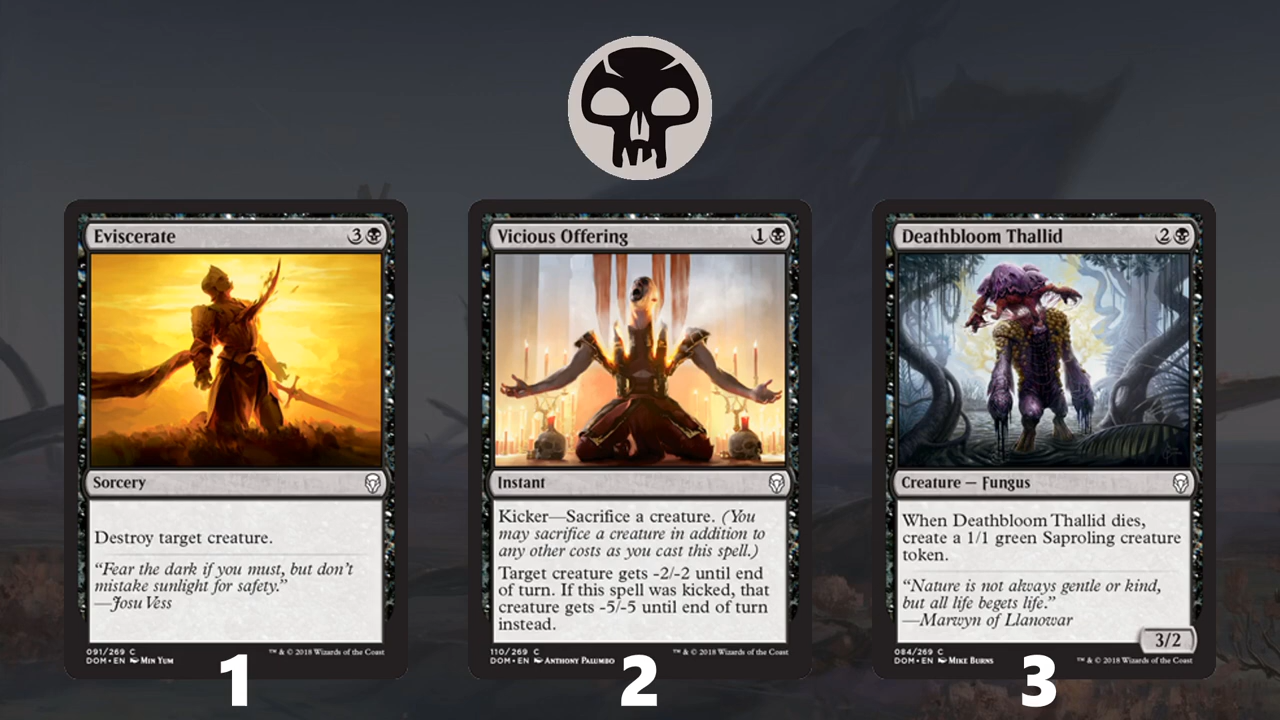 Eviscerate 3
Sorcery
Destroy target creature.
“Fear the dark if you must, but don’t
mistake sunlight for safety.”
—Josu Vess
091/269 C
DOM • EN Min Yum
™ & © 2018 Wizards of the Coast
1
Vicious Offering 1
Instant
Kicker—Sacrifice a creature. (You
may sacrifice a creature in addition to
any other costs as you cast this spell.)
Target creature gets -2/-2 until end
of turn. If this spell was kicked, that
creature gets -5/-5 until end of turn
instead.
110/269 C
DOM • EN Anthony Palumbo
™ & © 2018 Wizards of the Coast
2
Deathbloom Thallid 2
Creature — Fungus
When Deathbloom Thallid dies,
create a 1/1 green Saproling creature
token.
“Nature is not always gentle or kind,
but all life begets life.”
—Marwyn of Llanowar
3/2
084/269 C
DOM • EN Mike Burns
™ & © 2018 Wizards of the Coast
3